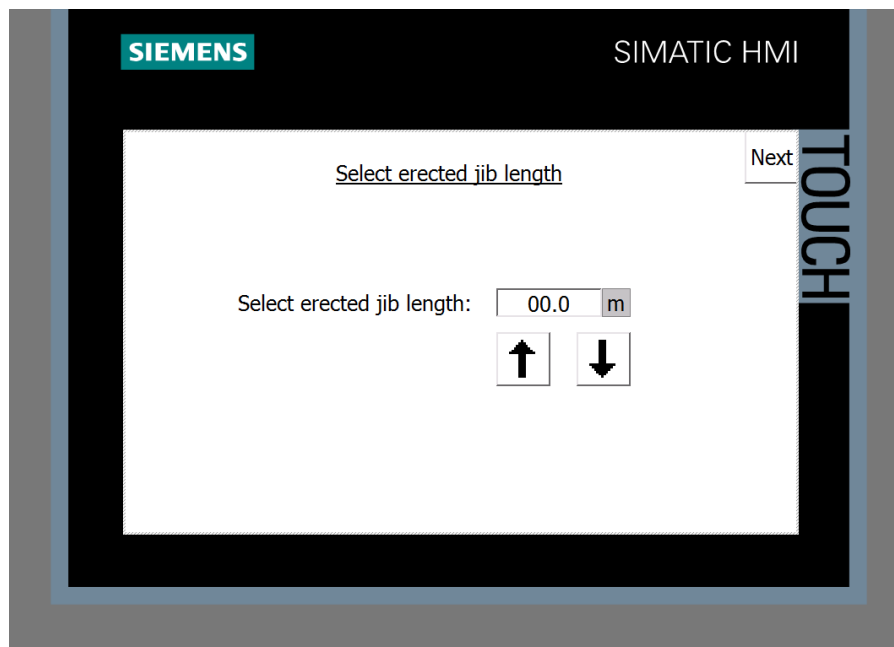 SIEMENS
SIMATIC HMI
TOUCH
Next
Select erected jib length
Select erected jib length: 00.0 m